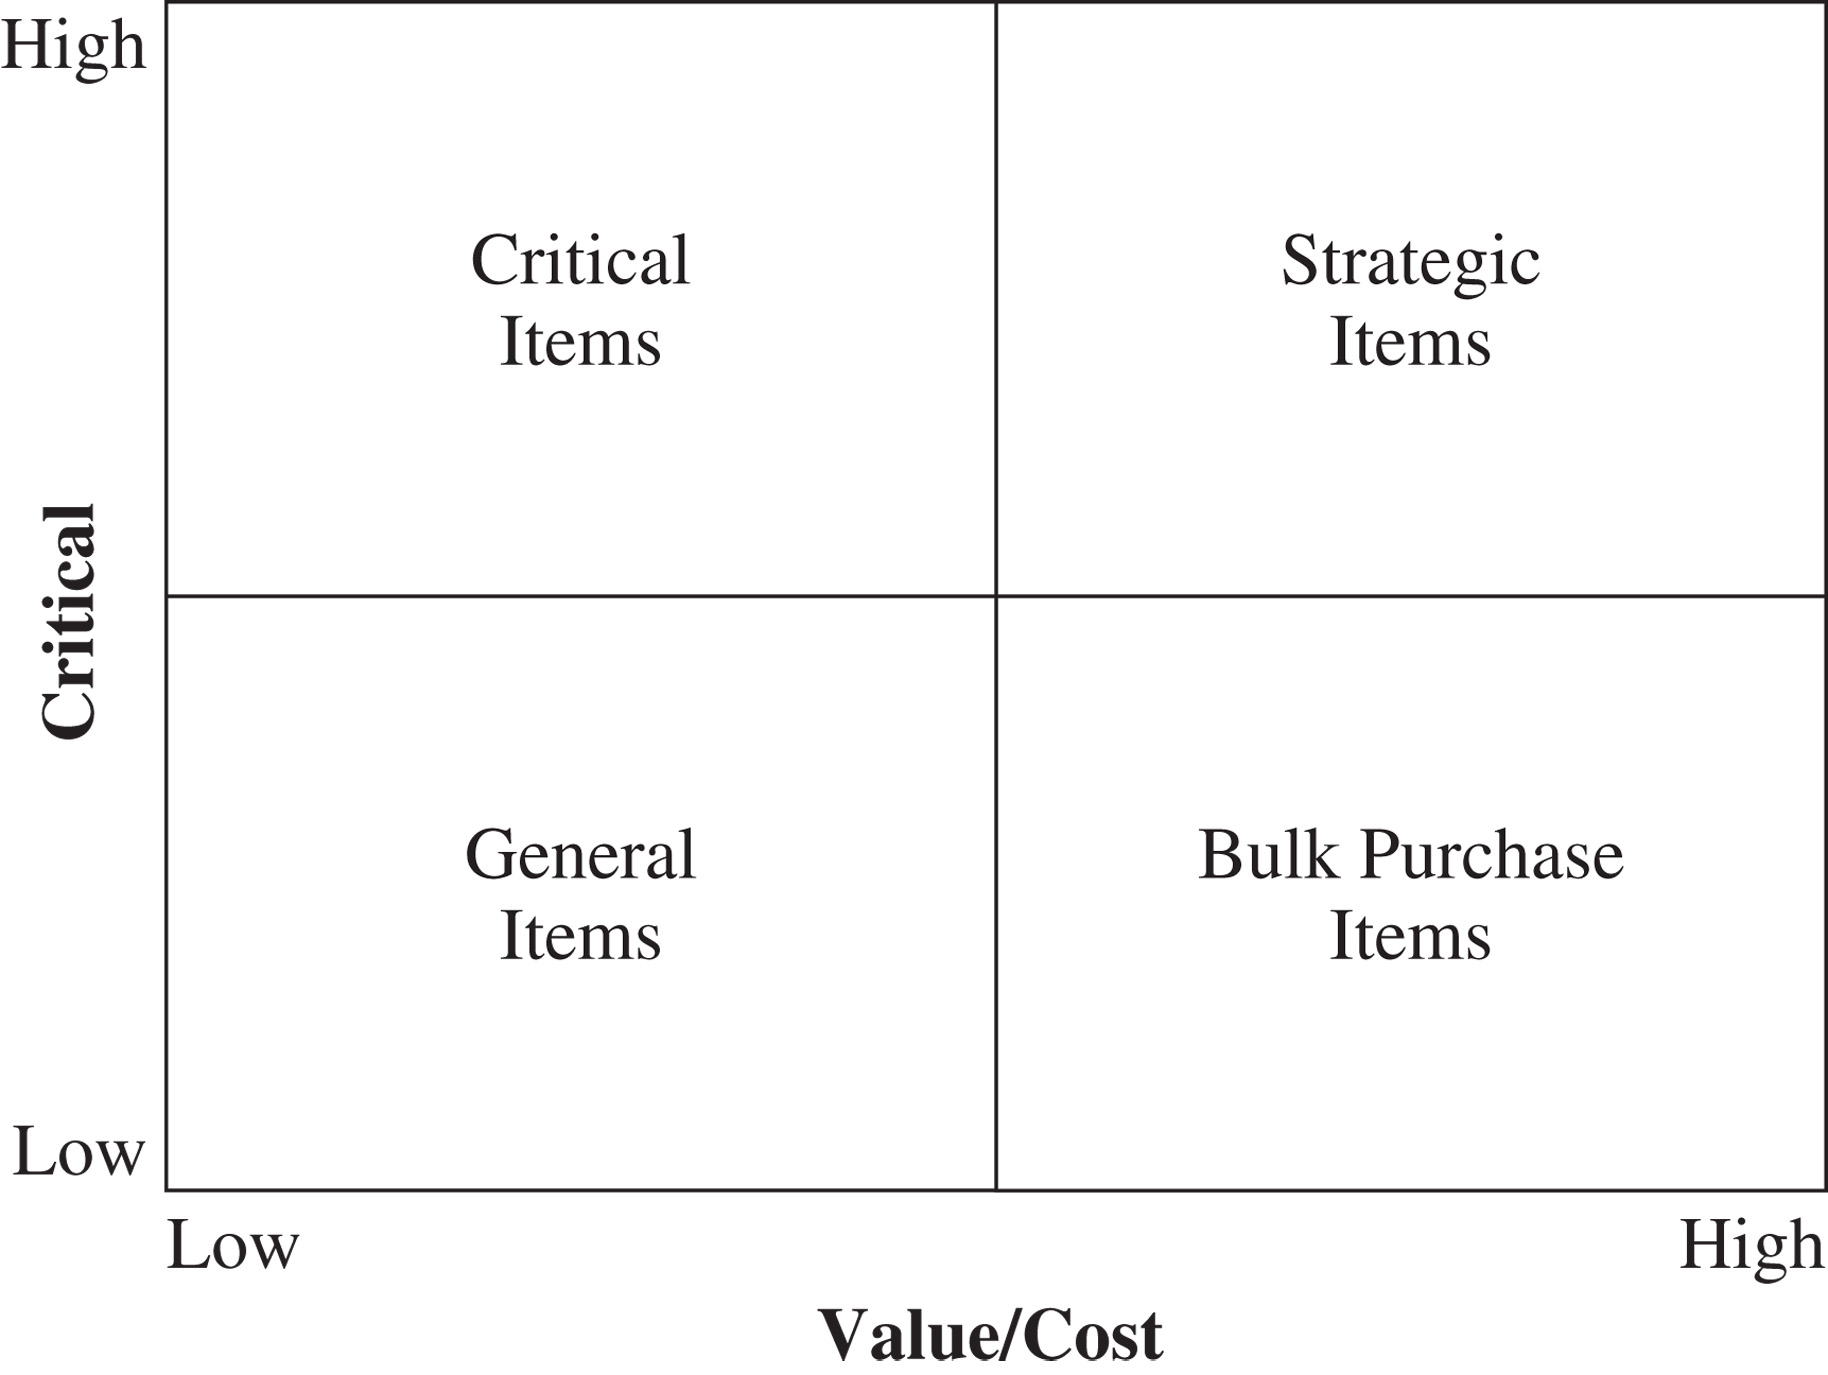 High
Critical
Items
Strategic
Items
Critical
General
Items
Bulk Purchase
Items
Low
Low
High
Value/Cost